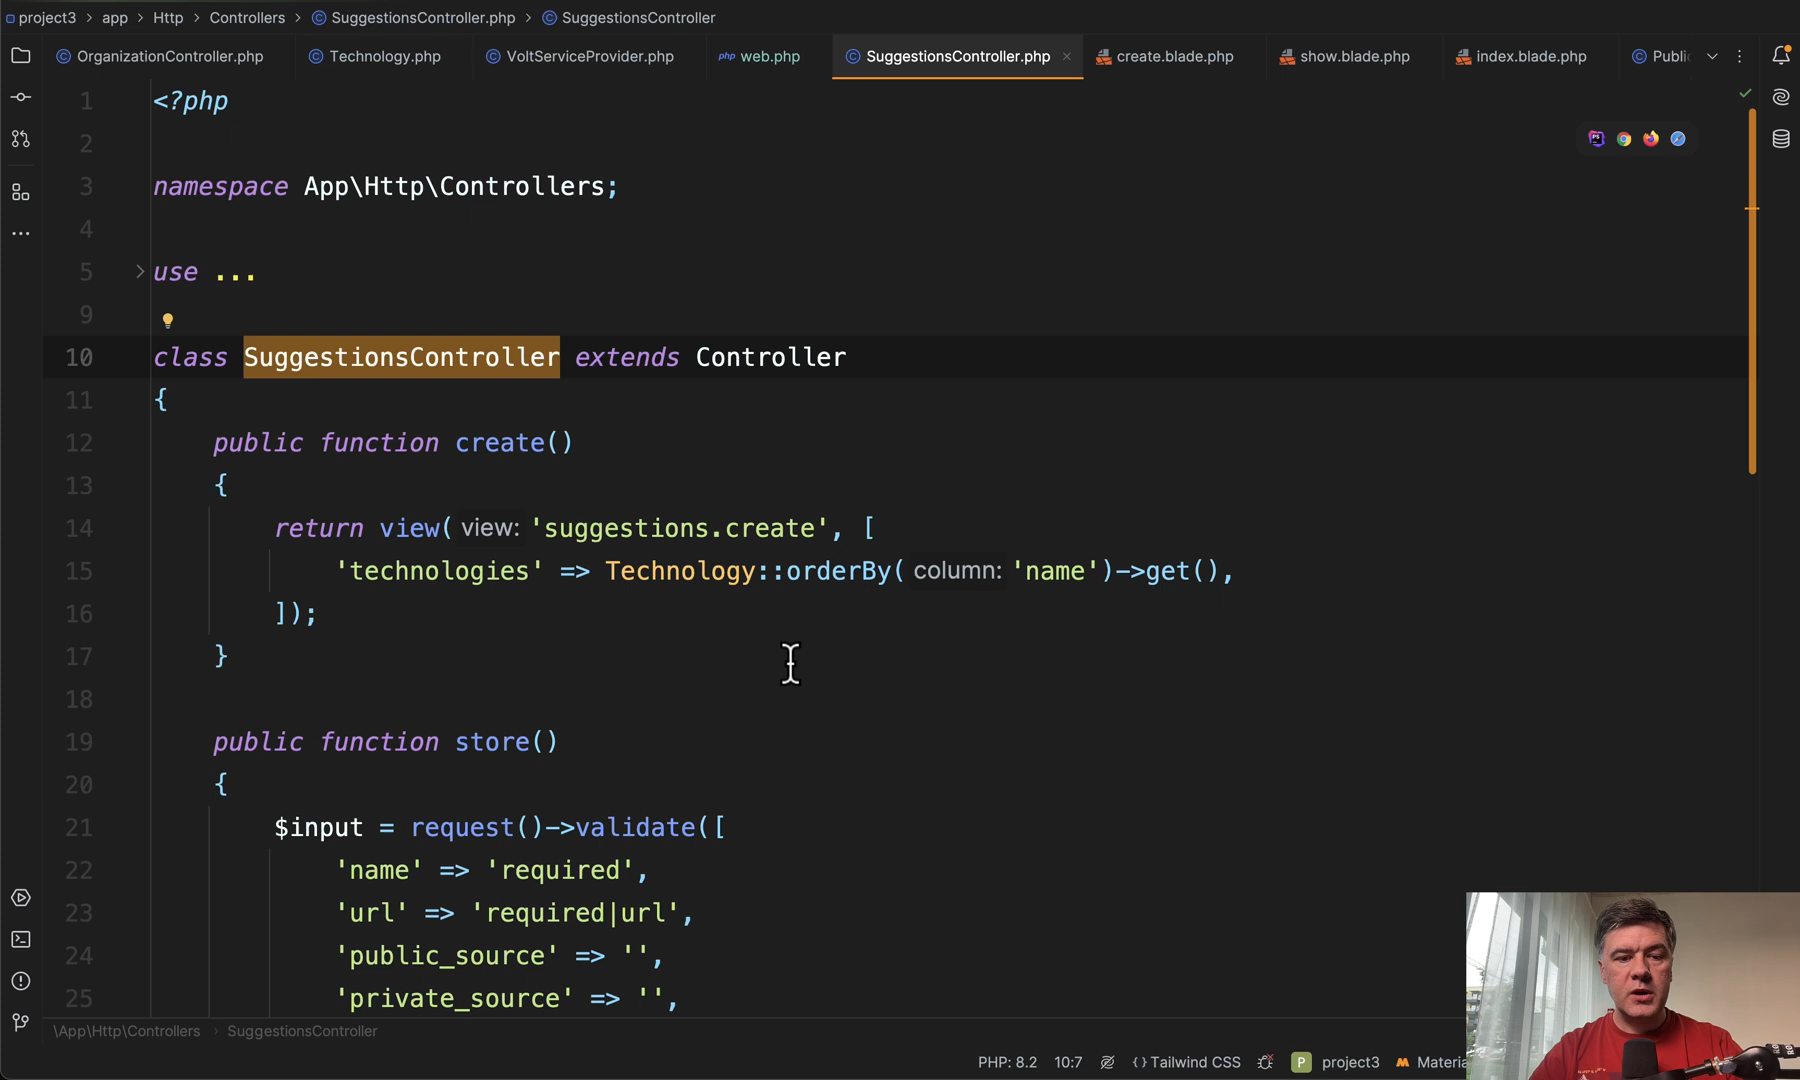 project3 > app > Http > Controllers > SuggestionsController.php > SuggestionsController
OrganizationController.php Technology.php VoltServiceProvider.php php web.php SuggestionsController.php × create.blade.php show.blade.php index.blade.php Public
1 <?php
2
3 namespace App\Http\Controllers;
4
5 use ...
9
10 class SuggestionsController extends Controller
11 {
12 public function create()
13 {
14 return view( view: 'suggestions.create', [
15 'technologies' => Technology::orderBy( column: 'name')->get(),
16 ]);
17 }
18
19 public function store()
20 {
21 $input = request()->validate([
22 'name' => 'required',
23 'url' => 'required|url',
24 'public_source' => '',
25 'private_source' => '',
\App\Http\Controllers > SuggestionsController
PHP: 8.2 10:7 {} Tailwind CSS P project3 Materia